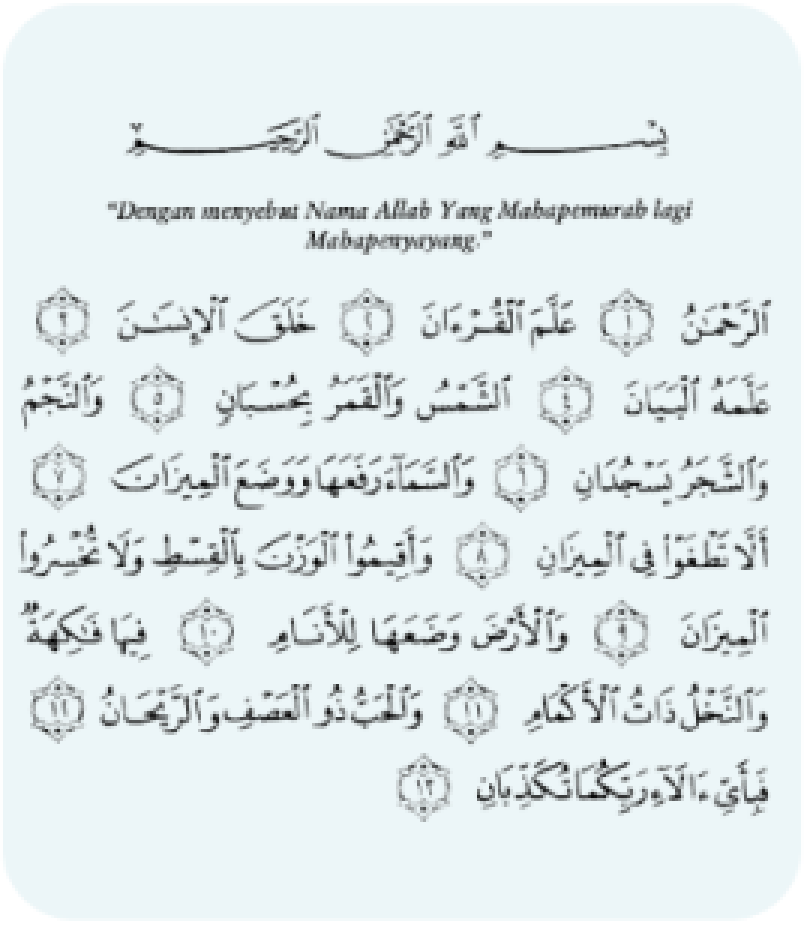 بِسْمِ ٱللَّهِ ٱلرَّحْمَٰنِ ٱلرَّحِيمِ
"Dengan menyebut Nama Allah Yang Mahapemurah lagi
Mahapenyayang."
ٱلرَّحْمَٰنُ ١ عَلَّمَ ٱلْقُرْءَانَ ٢ خَلَقَ ٱلْإِنسَٰنَ ٣
عَلَّمَهُ ٱلْبَيَانَ ٤ ٱلشَّمْسُ وَٱلْقَمَرُ بِحُسْبَانٍ ٥ وَٱلنَّجْمُ
وَٱلشَّجَرُ يَسْجُدَانِ ٦ وَٱلسَّمَآءَ رَفَعَهَا وَوَضَعَ ٱلْمِيزَانَ ٧
أَلَّا تَطْغَوْا۟ فِى ٱلْمِيزَانِ ٨ وَأَقِيمُوا۟ ٱلْوَزْنَ بِٱلْقِسْطِ وَلَا تُخْسِرُوا۟
ٱلْمِيزَانَ ٩ وَٱلْأَرْضَ وَضَعَهَا لِلْأَنَامِ ١٠ فِيهَا فَٰكِهَةٌ
وَٱلنَّخْلُ ذَاتُ ٱلْأَكْمَامِ ١١ وَٱلْحَبُّ ذُو ٱلْعَصْفِ وَٱلرَّيْحَانُ ١٢
فَبِأَىِّ ءَالَآءِ رَبِّكُمَا تُكَذِّبَانِ ١٣